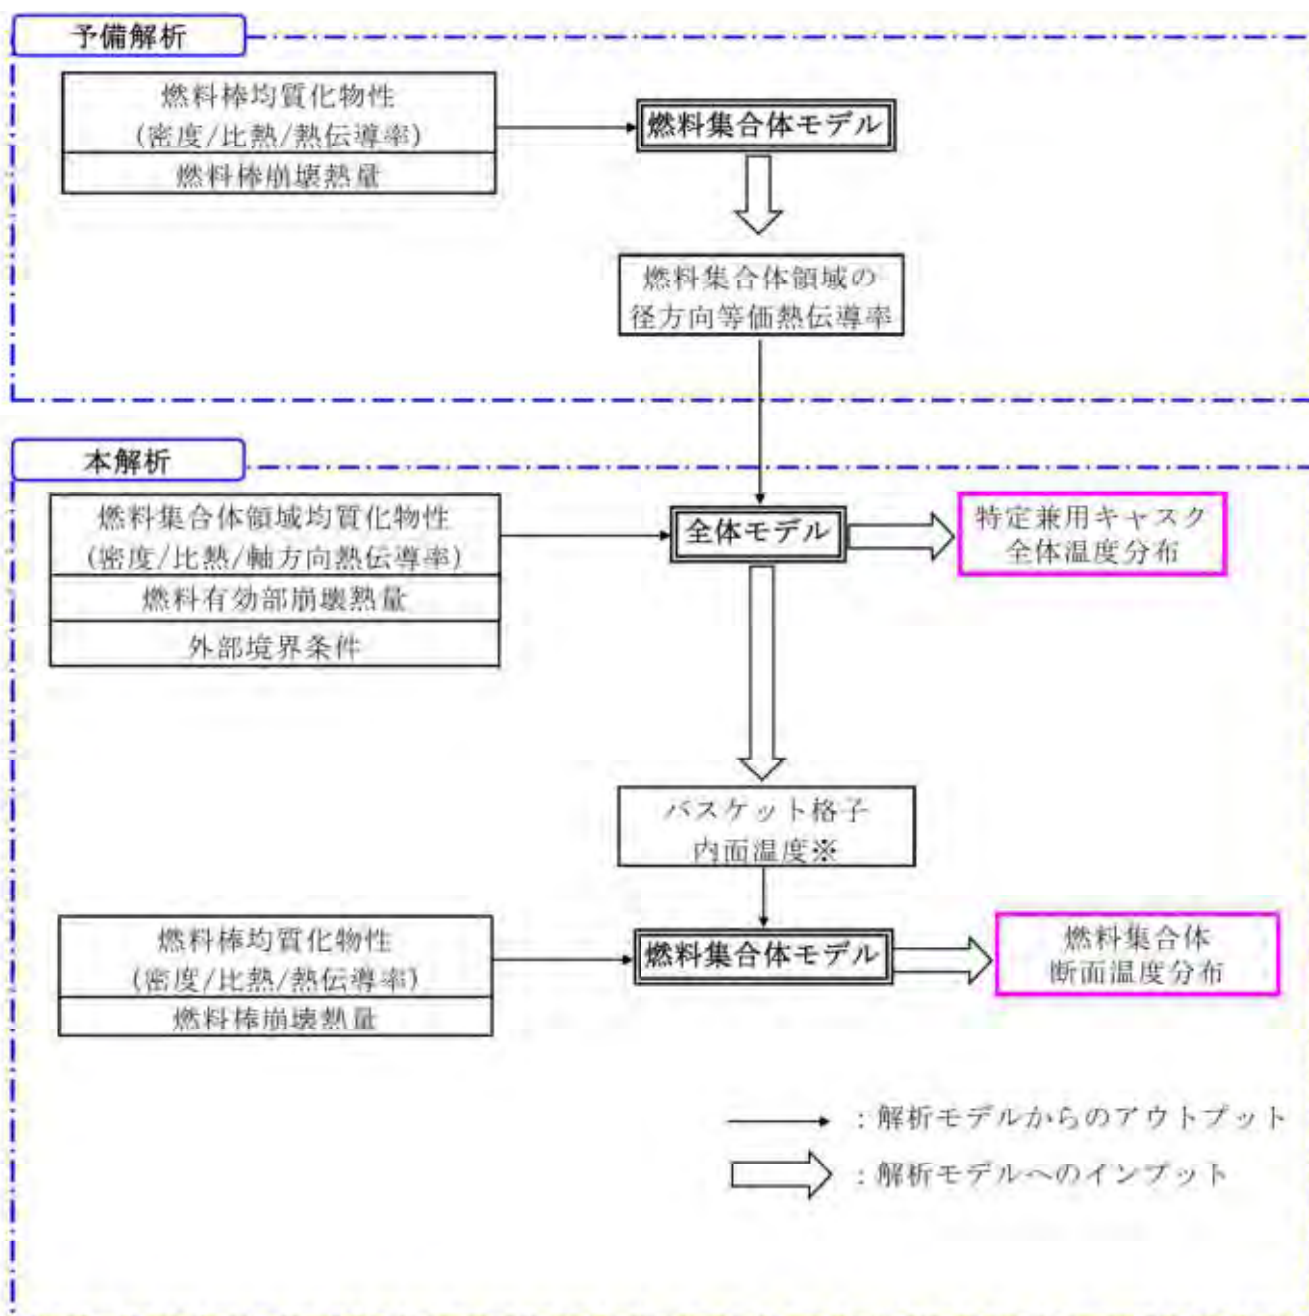 予備解析
燃料棒均質化物性
(密度/比熱/熱伝導率)
燃料棒崩壊熱量
燃料集合体モデル
燃料集合体領域の
径方向等価熱伝導率
本解析
燃料集合体領域均質化物性
(密度/比熱/軸方向熱伝導率)
燃料有効部崩壊熱量
外部境界条件
全体モデル
特定兼用キャスク
全体温度分布
バスケット格子
内面温度※
燃料棒均質化物性
(密度/比熱/熱伝導率)
燃料棒崩壊熱量
燃料集合体モデル
燃料集合体
断面温度分布
：解析モデルからのアウトプット
：解析モデルへのインプット